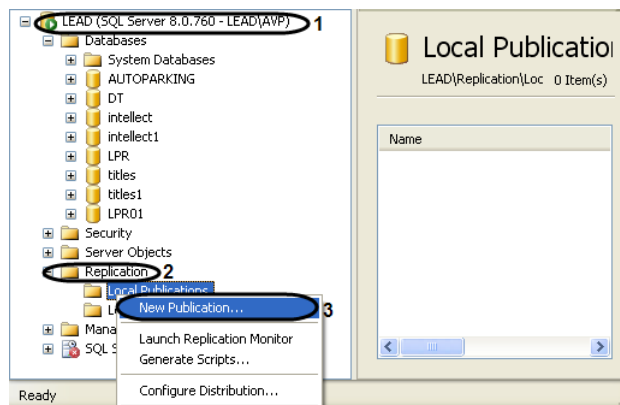 LEAD (SQL Server 8.0.760 - LEAD\AVP) 1
Databases
System Databases
AUTOPARKING
DT
intellect
intellect1
LPR
titles
titles1
LPR01
Security
Server Objects
Replication 2
Local Publications
New Publication... 3
Launch Replication Monitor
Generate Scripts...
Configure Distribution...
Mana
SQL S
Ready
Local Publicatio
LEAD\Replication\Loc 0 Item(s)
Name